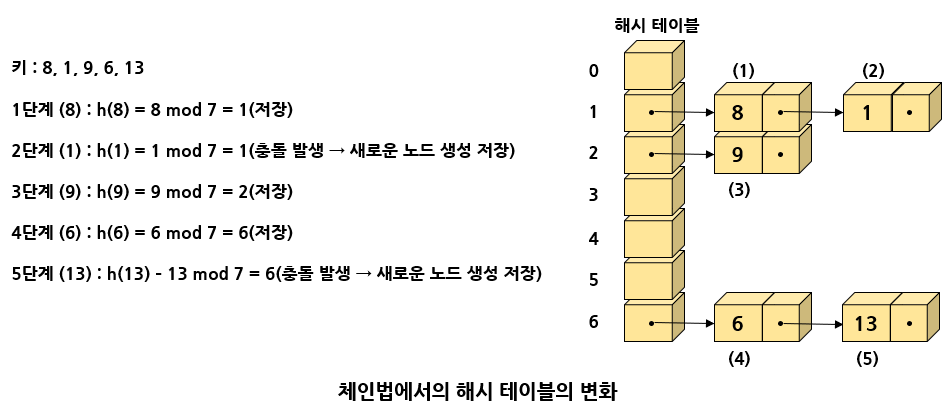 키 : 8, 1, 9, 6, 13
1단계 (8) : h(8) = 8 mod 7 = 1(저장)
2단계 (1) : h(1) = 1 mod 7 = 1(충돌 발생 → 새로운 노드 생성 저장)
3단계 (9) : h(9) = 9 mod 7 = 2(저장)
4단계 (6) : h(6) = 6 mod 7 = 6(저장)
5단계 (13) : h(13) - 13 mod 7 = 6(충돌 발생 → 새로운 노드 생성 저장)
해시 테이블
0
(1) (2)
1 8 1
2 9
(3)
3
4
5
6 6 13
(4) (5)
체인법에서의 해시 테이블의 변화